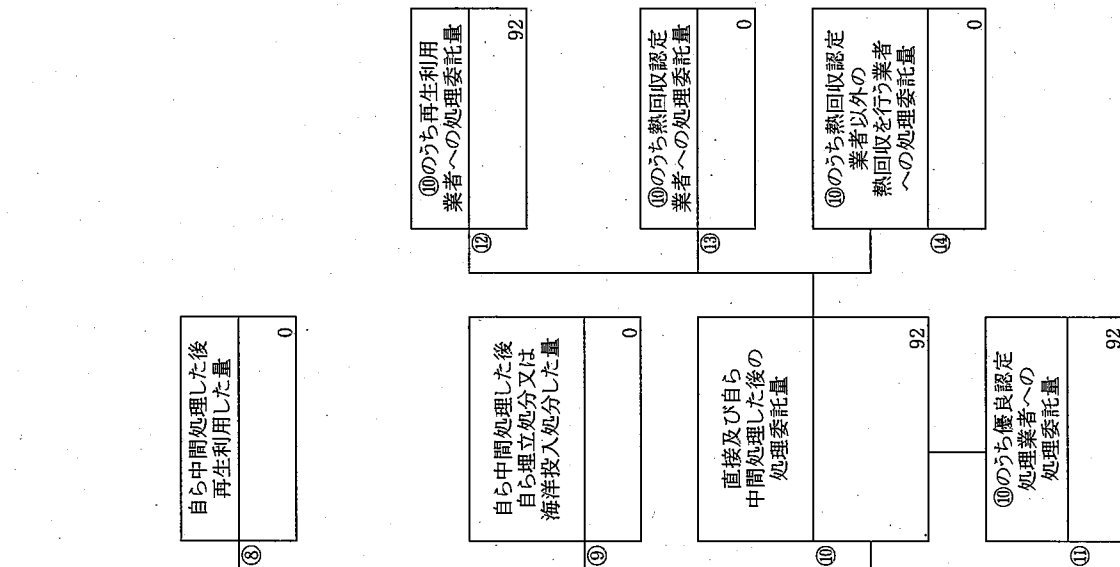 ⑧
自ら中間処理した後
再生利用した量
0
⑨
自ら中間処理した後
自ら埋立処分又は
海洋投入処分した量
0
⑩
直接及び自ら
中間処理した後の
処理委託量
92
⑪
⑩のうち優良認定
処理業者への
処理委託量
92
⑫
⑩のうち再生利用
業者への処理委託量
92
⑬
⑩のうち熱回収認定
業者への処理委託量
0
⑭
⑩のうち熱回収認定
業者以外の
熱回収を行う業者
への処理委託量
0